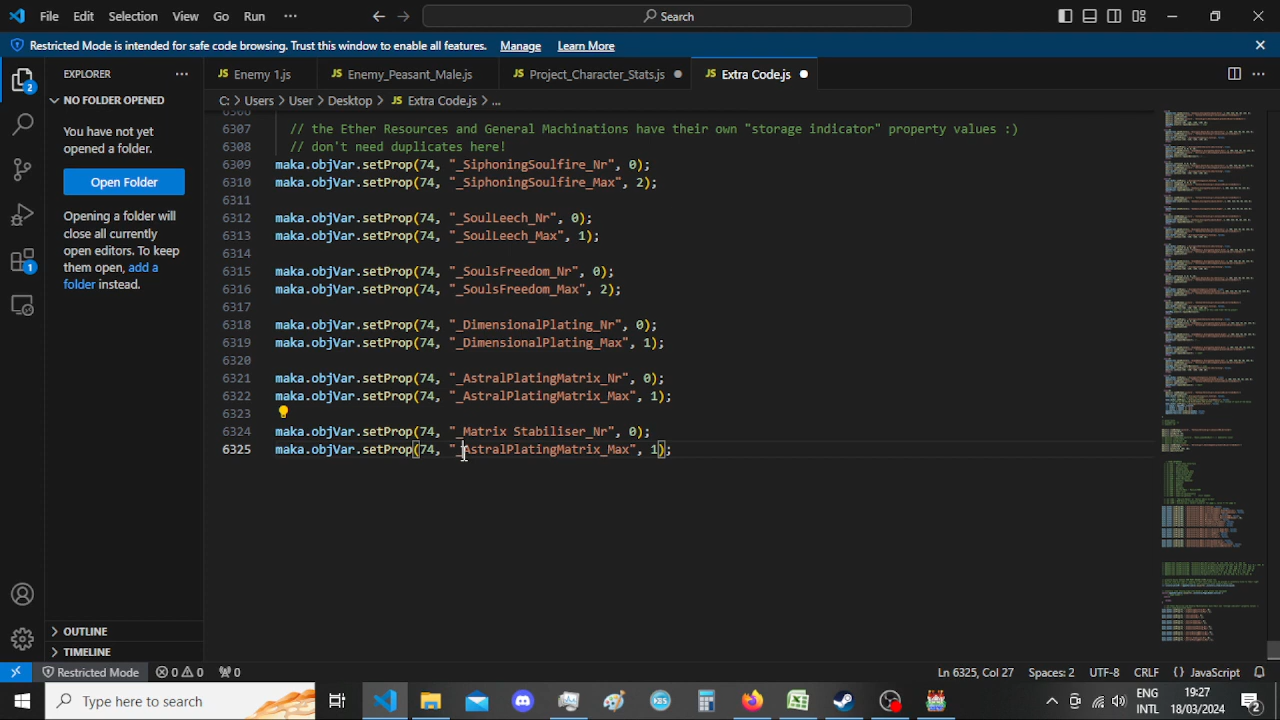 File Edit Selection View Go Run ··· Search
Restricted Mode is intended for safe code browsing. Trust this window to enable all features. Manage Learn More
EXPLORER ··· JS Enemy 1.js JS Enemy_Peasant_Male.js JS Project_Character_Stats.js JS Extra Code.js
NO FOLDER OPENED
C: > Users > User > Desktop > JS Extra Code.js > ...
You have not yet opened a folder.
Open Folder
Opening a folder will close all currently open editors. To keep them open, add a folder instead.
6306
6307 // the Ether Resources and General Machinations have their own "storage indicator" property values :)
6308 // don't need duplicates here!
6309 maka.objVar.setProp(74, "_SiphoningSoulfire_Nr", 0);
6310 maka.objVar.setProp(74, "_SiphoningSoulfire_Max", 2);
6311
6312 maka.objVar.setProp(74, "_Soulleech_Nr", 0);
6313 maka.objVar.setProp(74, "_Soulleech_Max", 1);
6314
6315 maka.objVar.setProp(74, "_SoulsFreedom_Nr", 0);
6316 maka.objVar.setProp(74, "_SoulsFreedom_Max", 2);
6317
6318 maka.objVar.setProp(74, "_DimensionalPlating_Nr", 0);
6319 maka.objVar.setProp(74, "_DimensionalPlating_Max", 1);
6320
6321 maka.objVar.setProp(74, "_AstralPlatingMatrix_Nr", 0);
6322 maka.objVar.setProp(74, "_AstralPlatingMatrix_Max", 1);
6323
6324 maka.objVar.setProp(74, "_Matrix Stabiliser_Nr", 0);
6325 maka.objVar.setProp(74, "_AstralPlatingMatrix_Max", 1);
OUTLINE
TIMELINE
Restricted Mode 0 0 0 Ln 6325, Col 27 Spaces: 2 UTF-8 CRLF {} JavaScript
Type here to search
ENG INTL 19:27 18/03/2024 2